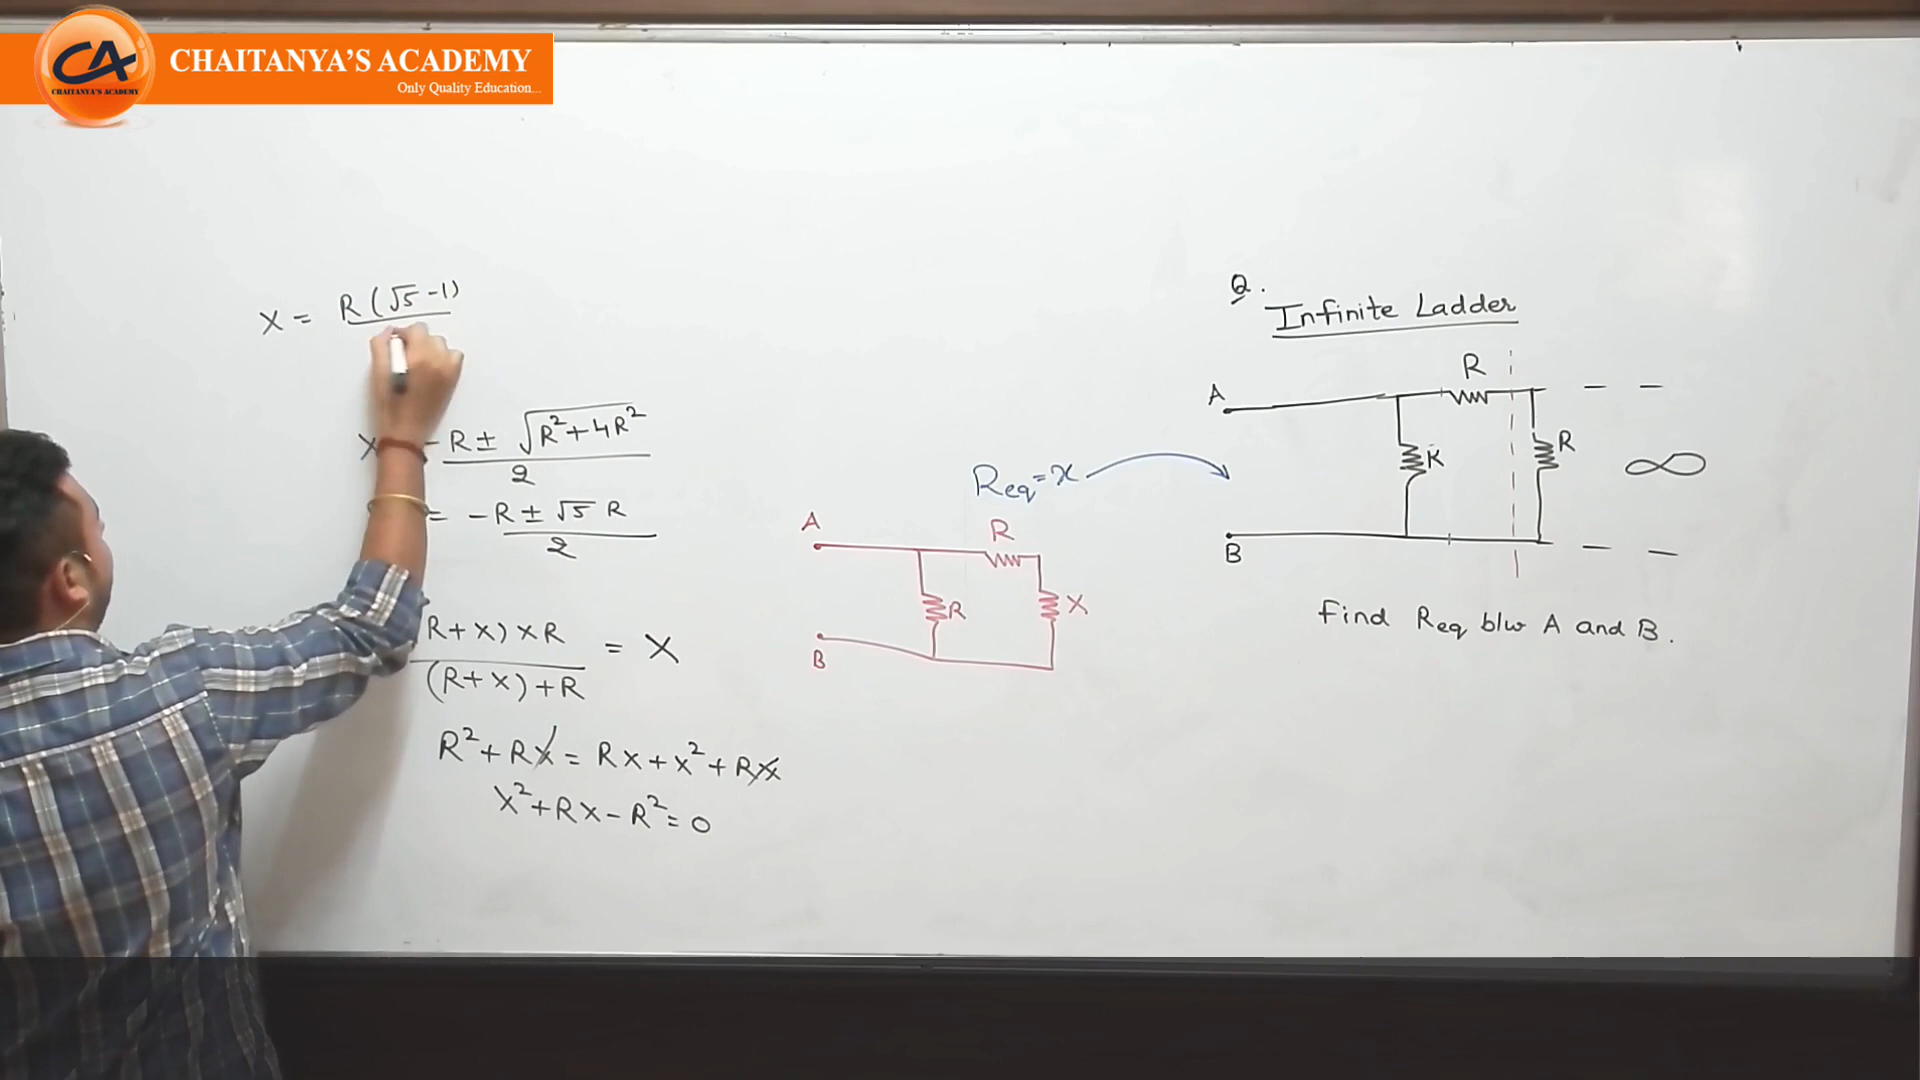 CA
CHAITANYA'S ACADEMY
CHAITANYA'S ACADEMY
Only Quality Education...
x = R(√5 -1)
x - R ± √R²+4R²
2
= -R ± √5 R
2
R+x) x R
(R+x)+R
= x
R²+Rx = Rx+x²+Rx
x²+Rx-R²=0
Req=x
A
R
R
x
B
Q.
Infinite Ladder
A
R
R
R
∞
B
Find Req b/w A and B.